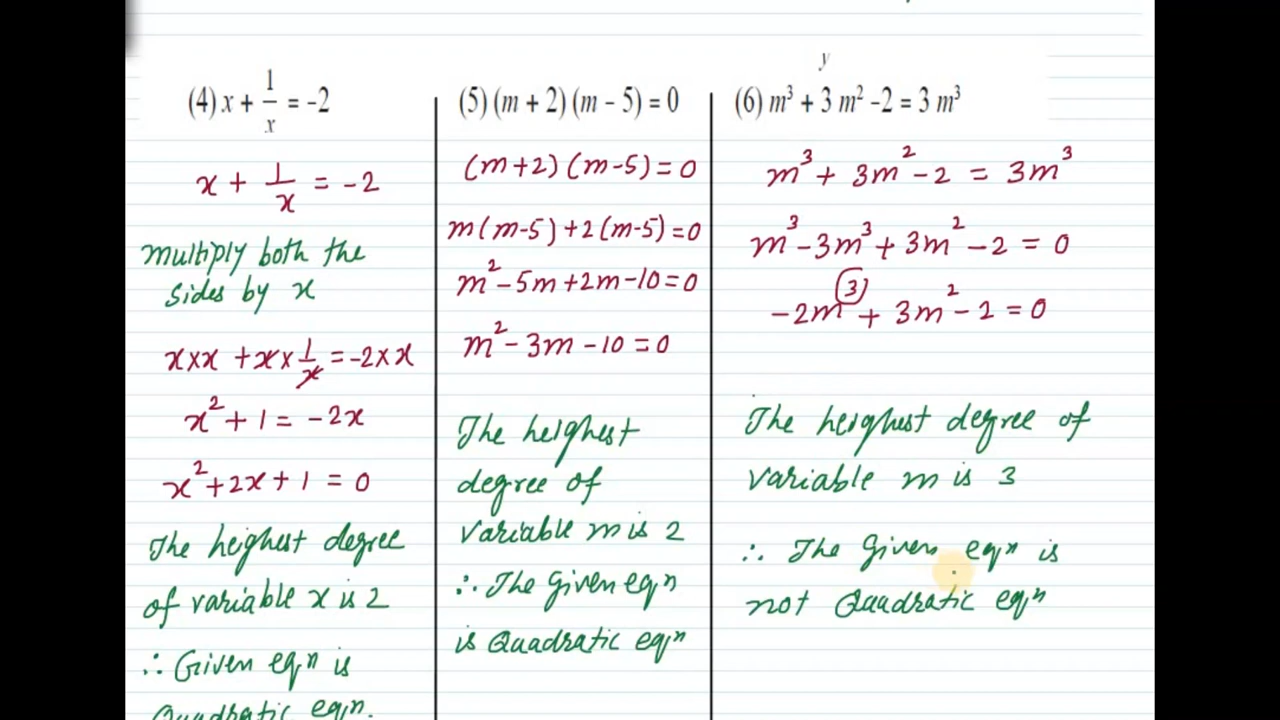 y
(4) x + 1/x = -2
x + 1/x = -2
Multiply both the
sides by x
x×x + x×1/x = -2×x
x² + 1 = -2x
x² + 2x + 1 = 0
The heighest degree
of variable x is 2
∴ Given eqn is
Quadratic eqn.
(5) (m + 2) (m - 5) = 0
(m+2) (m-5) = 0
m(m-5) + 2(m-5) = 0
m² - 5m + 2m - 10 = 0
m² - 3m - 10 = 0
The heighest
degree of
variable m is 2
∴ The Given eqn
is Quadratic eqn
(6) m³ + 3 m² -2 = 3 m³
m³ + 3m² - 2 = 3m³
m³ - 3m³ + 3m² - 2 = 0
-2m³ + 3m² - 2 = 0
The heighest degree of
variable m is 3
∴ The Given eqn is
not Quadratic eqn